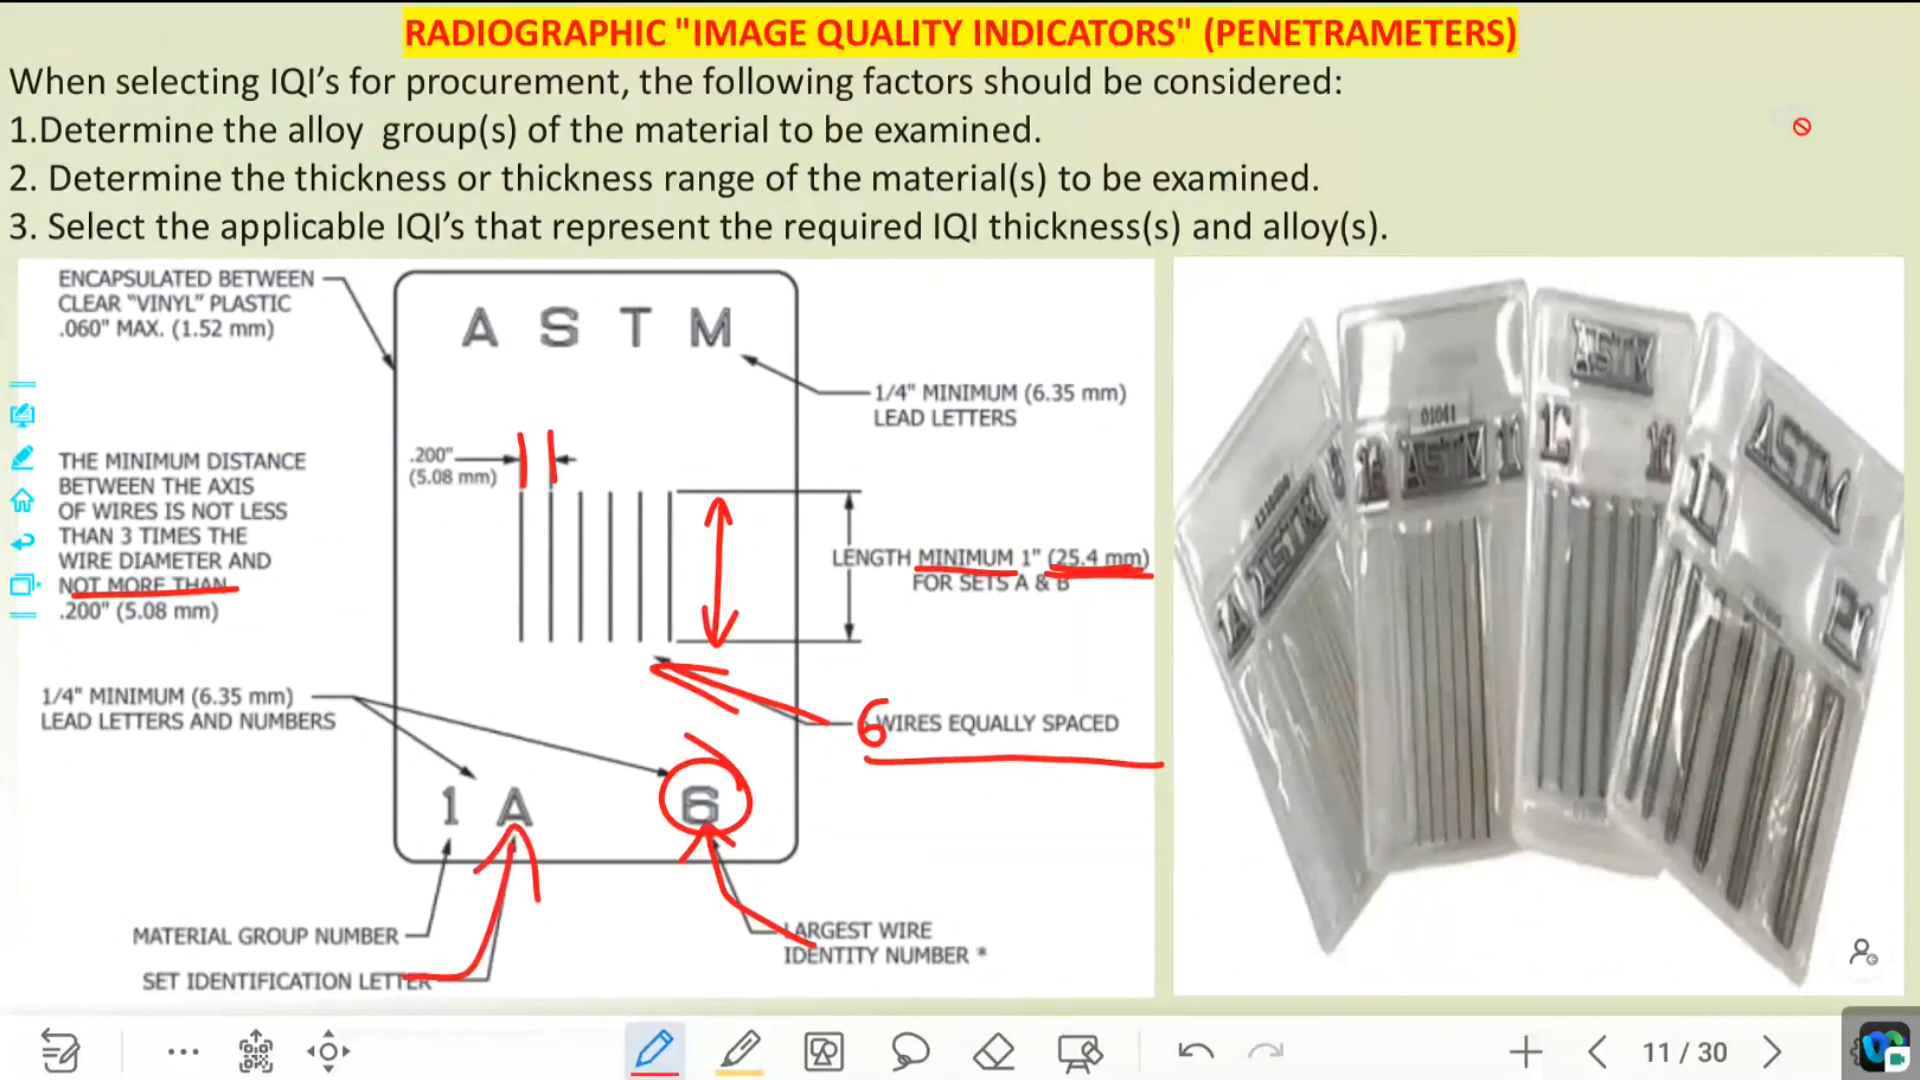 RADIOGRAPHIC "IMAGE QUALITY INDICATORS" (PENETRAMETERS)
When selecting IQI's for procurement, the following factors should be considered:
1.Determine the alloy group(s) of the material to be examined.
2. Determine the thickness or thickness range of the material(s) to be examined.
3. Select the applicable IQI's that represent the required IQI thickness(s) and alloy(s).
ENCAPSULATED BETWEEN
CLEAR "VINYL" PLASTIC
.060" MAX. (1.52 mm)
A S T M
1/4" MINIMUM (6.35 mm)
LEAD LETTERS
.200"
(5.08 mm)
THE MINIMUM DISTANCE
BETWEEN THE AXIS
OF WIRES IS NOT LESS
THAN 3 TIMES THE
WIRE DIAMETER AND
NOT MORE THAN
.200" (5.08 mm)
LENGTH MINIMUM 1" (25.4 mm)
FOR SETS A & B
1/4" MINIMUM (6.35 mm)
LEAD LETTERS AND NUMBERS
6 WIRES EQUALLY SPACED
1 A 6
MATERIAL GROUP NUMBER
SET IDENTIFICATION LETTER
LARGEST WIRE
IDENTITY NUMBER *
ASTM
1A
01061
ASTM
11
ASTM
ASTM
1D
21
11 / 30